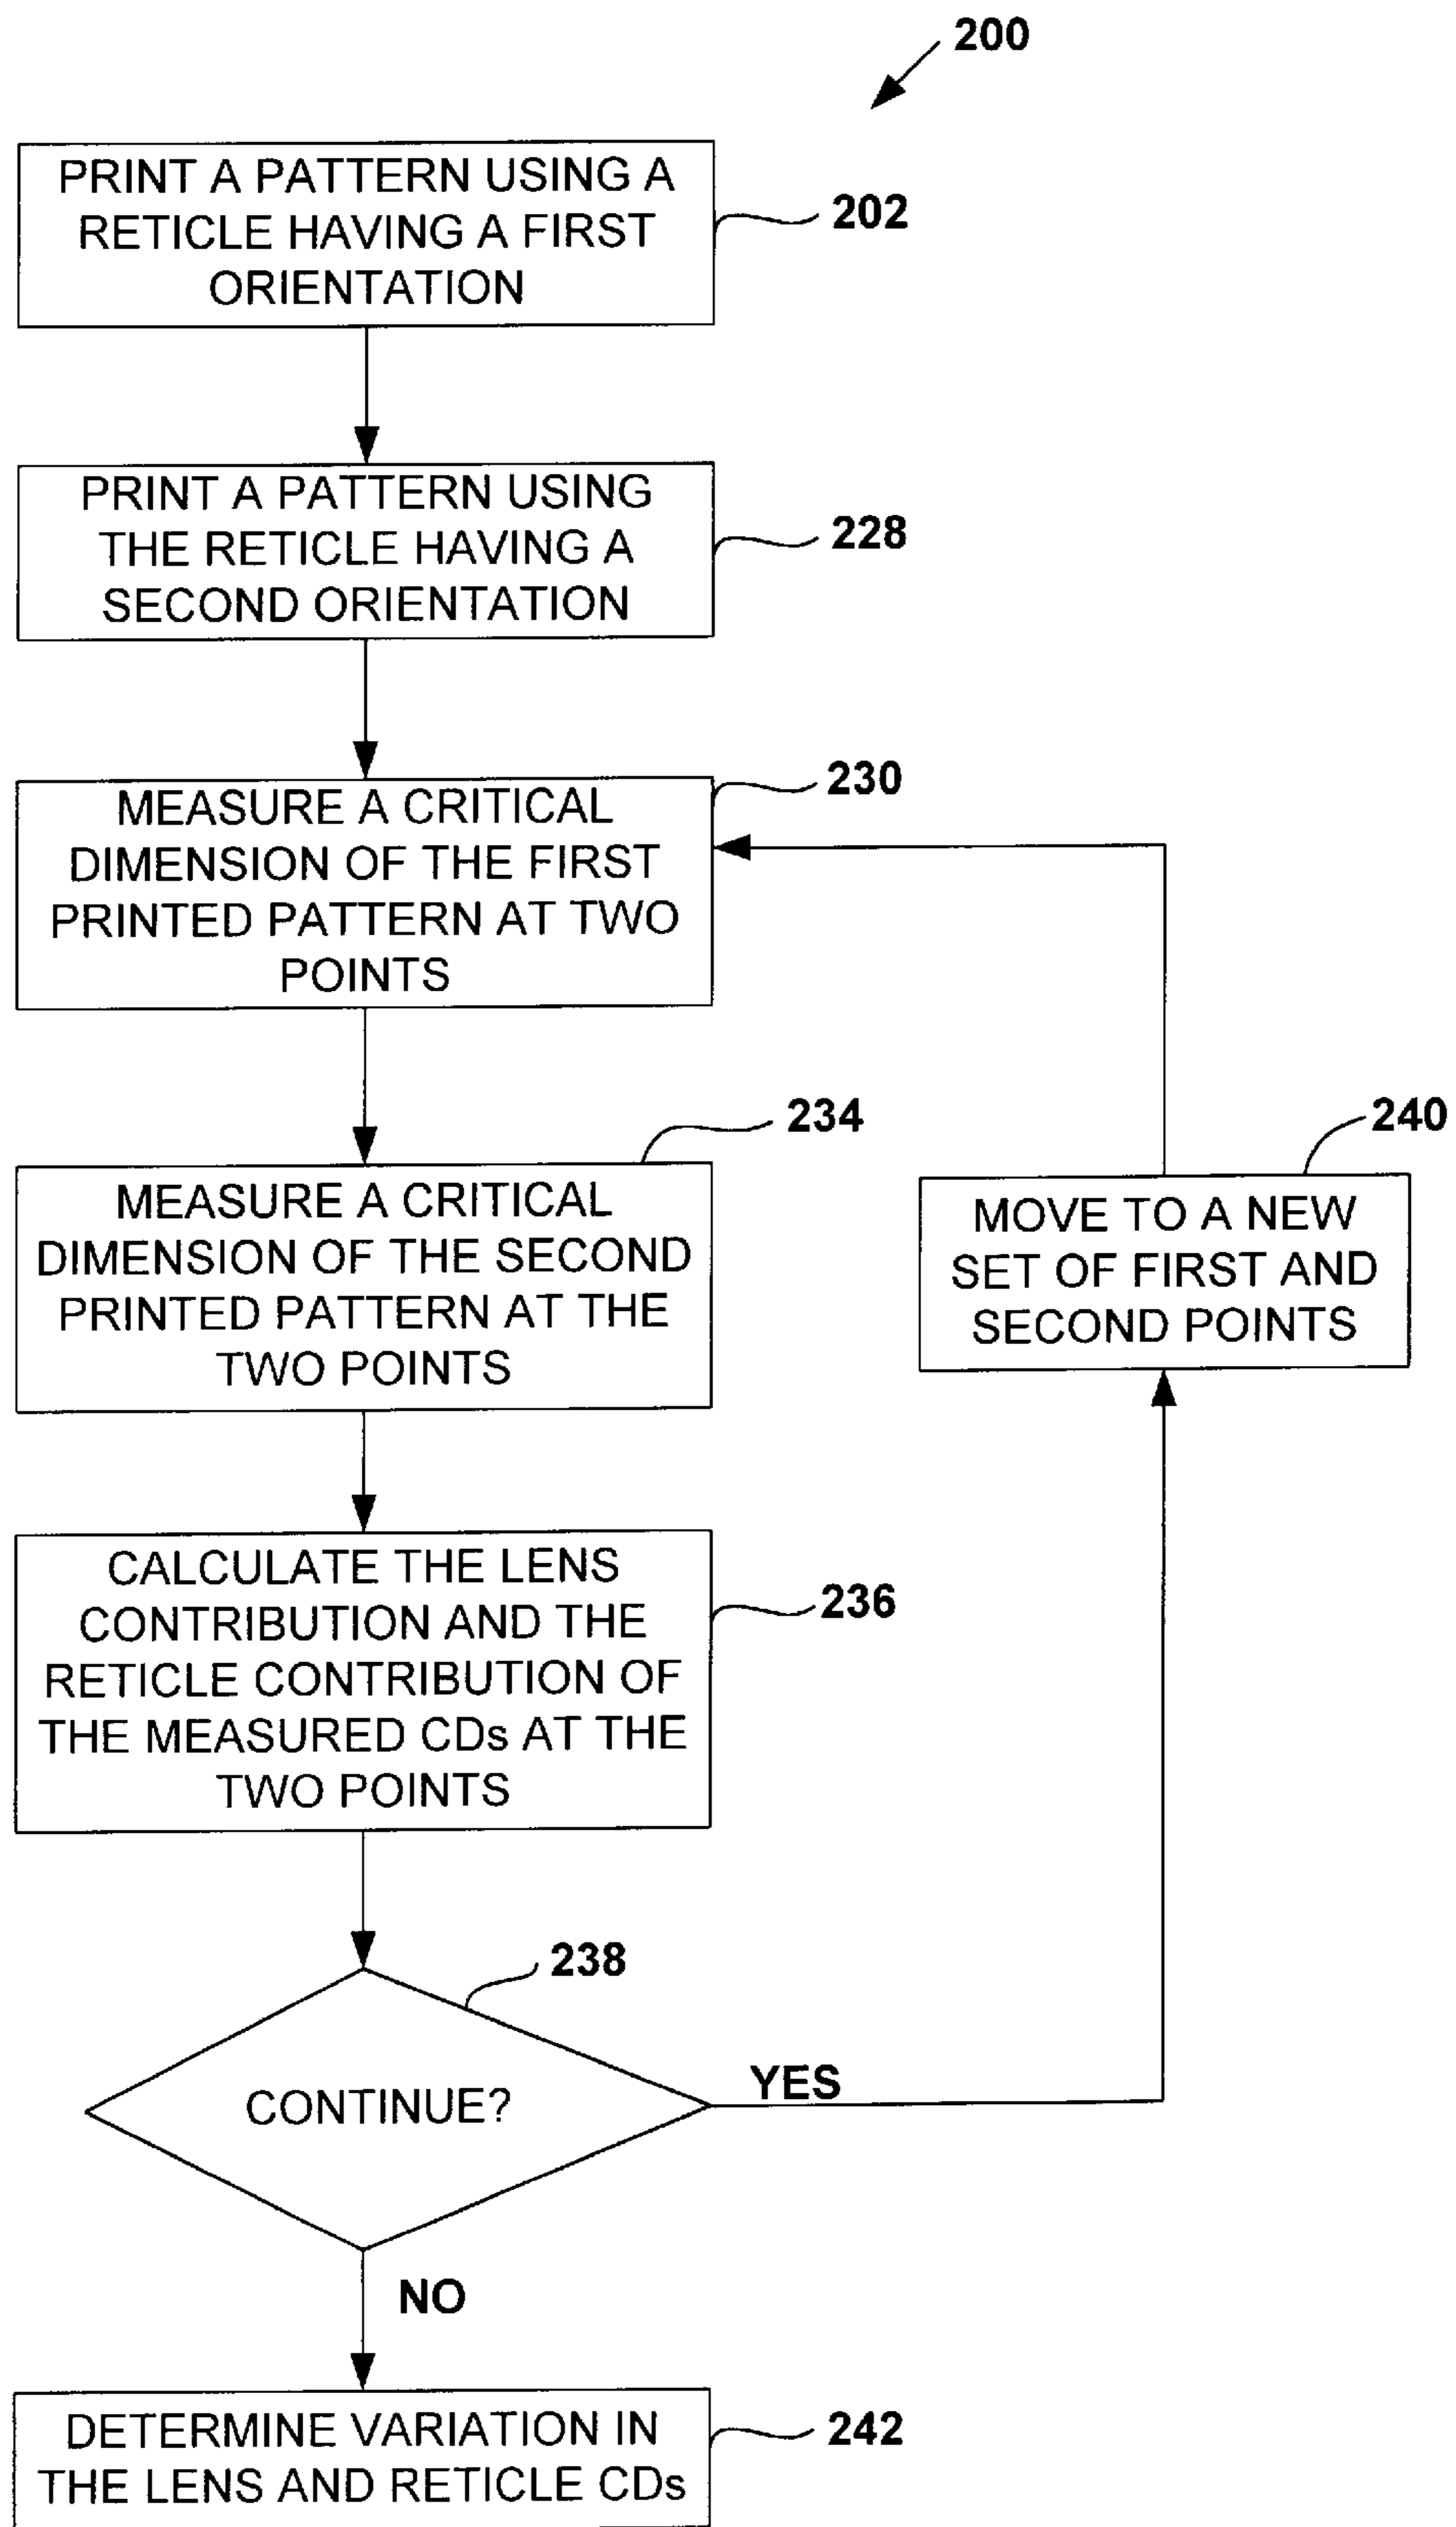 200
PRINT A PATTERN USING A
RETICLE HAVING A FIRST
ORIENTATION
202
PRINT A PATTERN USING
THE RETICLE HAVING A
SECOND ORIENTATION
228
MEASURE A CRITICAL
DIMENSION OF THE FIRST
PRINTED PATTERN AT TWO
POINTS
230
MEASURE A CRITICAL
DIMENSION OF THE SECOND
PRINTED PATTERN AT THE
TWO POINTS
234
MOVE TO A NEW
SET OF FIRST AND
SECOND POINTS
240
CALCULATE THE LENS
CONTRIBUTION AND THE
RETICLE CONTRIBUTION OF
THE MEASURED CDs AT THE
TWO POINTS
236
CONTINUE?
238
YES
NO
DETERMINE VARIATION IN
THE LENS AND RETICLE CDs
242